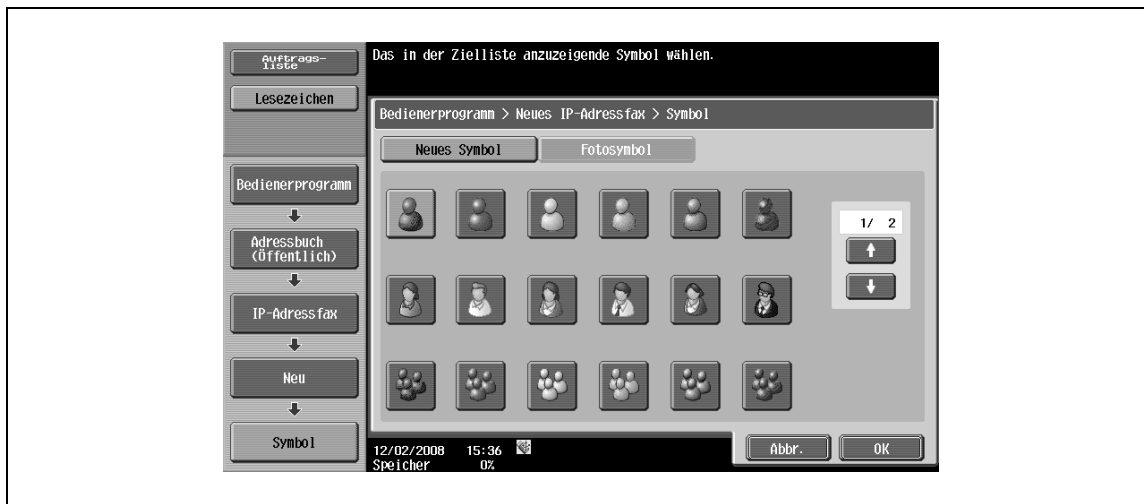 Auftrags-
liste
Lesezeichen
Bedienerprogramm
Adressbuch
(Öffentlich)
IP-Adressfax
Neu
Symbol
Das in der Zielliste anzuzeigende Symbol wählen.
Bedienerprogramm > Neues IP-Adressfax > Symbol
Neues Symbol Fotosymbol
1/ 2
12/02/2008 15:36
Speicher 0%
Abbr. OK